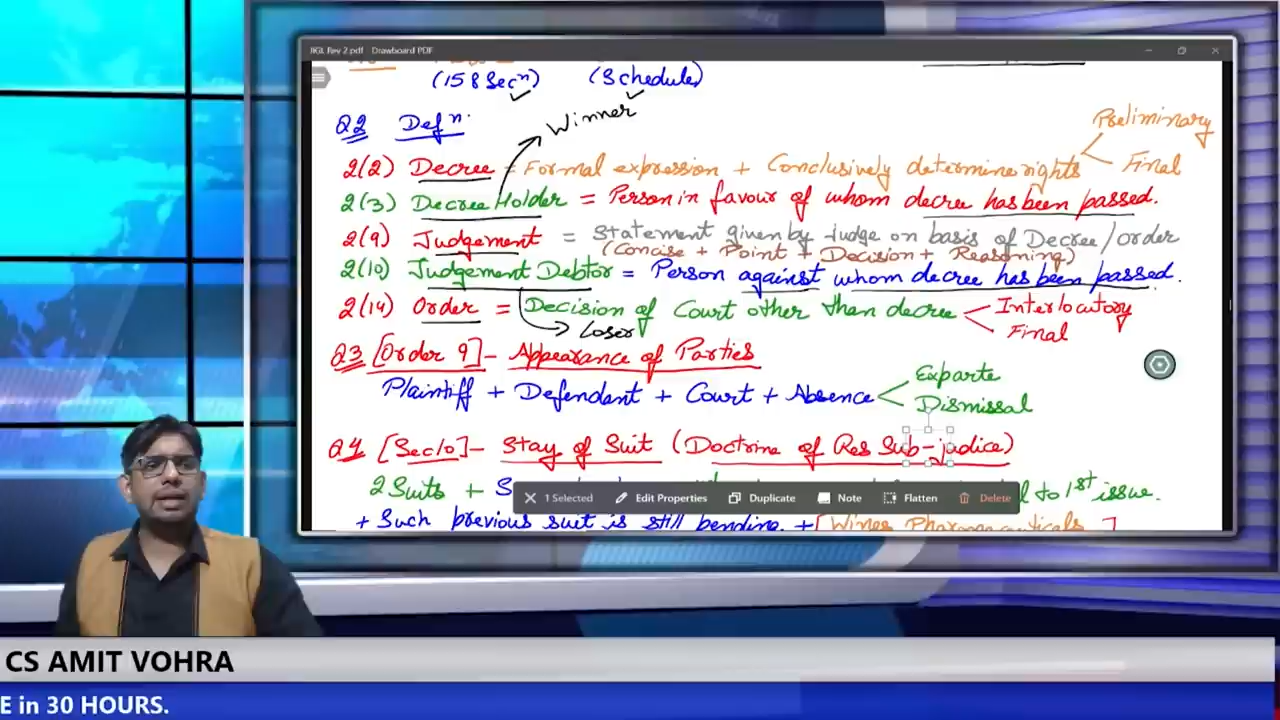 JIGL Rev 2.pdf - Drawboard PDF
(158 Secⁿ) (Schedule)
Q2 Defⁿ.
Winner
Preliminary
2(2) Decree = Formal expression + Conclusively determine rights
Final
2(3) Decree Holder = Person in favour of whom decree has been passed.
2(9) Judgement = Statement given by judge on basis of Decree/order
(Concise + Point + Decision + Reasoning)
2(10) Judgement Debtor = Person against whom decree has been passed.
2(14) Order = Decision of Court other than decree
Interlocutory
Final
Loser
Q3 [Order 9] - Appearance of Parties
Plaintiff + Defendant + Court + Absence
Exparte
Dismissal
Q4 [Sec10] - Stay of Suit (Doctrine of Res Sub-judice)
2 Suits + to 1st issue.
1 Selected Edit Properties Duplicate Note Flatten Delete
+ Such previous suit is still pending. + [Wings Pharmaceuticals ]
CS AMIT VOHRA
E in 30 HOURS.